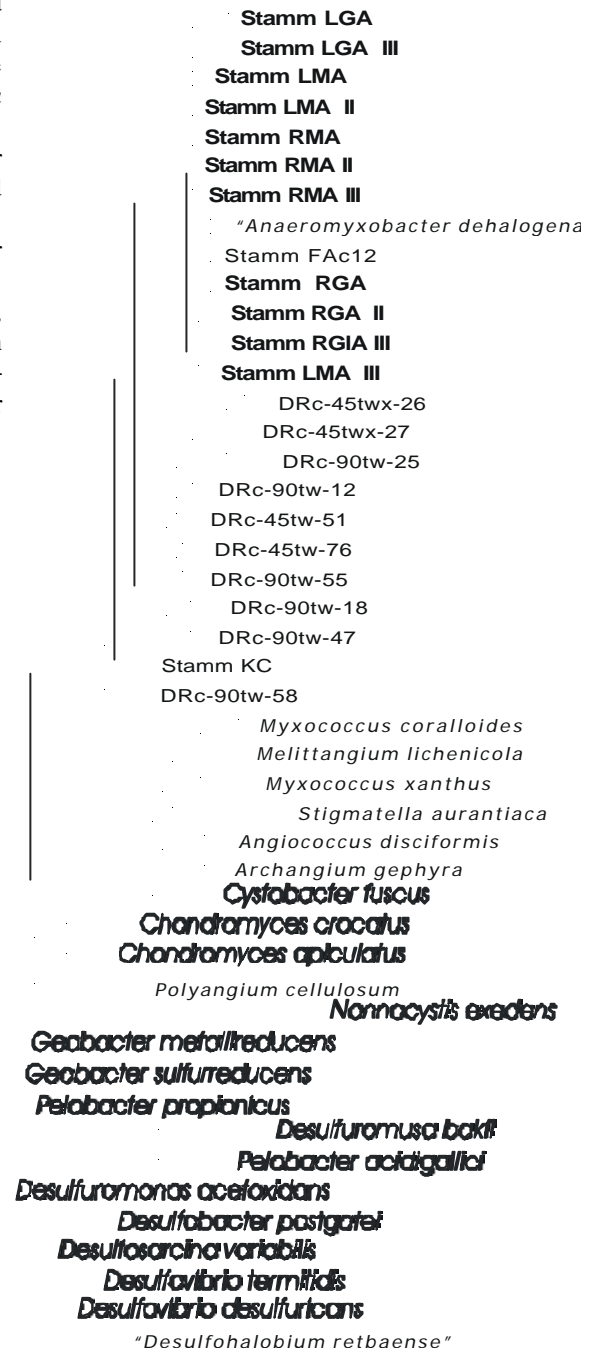 Stamm LGA
Stamm LGA III
Stamm LMA
Stamm LMA II
Stamm RMA
Stamm RMA II
Stamm RMA III
"Anaeromyxobacter dehalogena
Stamm FAc12
Stamm RGA
Stamm RGA II
Stamm RGIA III
Stamm LMA III
DRc-45twx-26
DRc-45twx-27
DRc-90tw-25
DRc-90tw-12
DRc-45tw-51
DRc-45tw-76
DRc-90tw-55
DRc-90tw-18
DRc-90tw-47
Stamm KC
DRc-90tw-58
Myxococcus coralloides
Melittangium lichenicola
Myxococcus xanthus
Stigmatella aurantiaca
Angiococcus disciformis
Archangium gephyra
Cystobacter fuscus
Chondromyces crocatus
Chondromyces apiculatus
Polyangium cellulosum
Nannocystis exedens
Geobacter metallireducens
Geobacter sulfurreducens
Pelobacter propionicus
Desulfuromusa bakii
Pelobacter acidigallici
Desulfuromonas acetoxidans
Desulfobacter postgatei
Desulfosarcina variabilis
Desulfovibrio termitidis
Desulfovibrio desulfuricans
"Desulfohalobium retbaense"